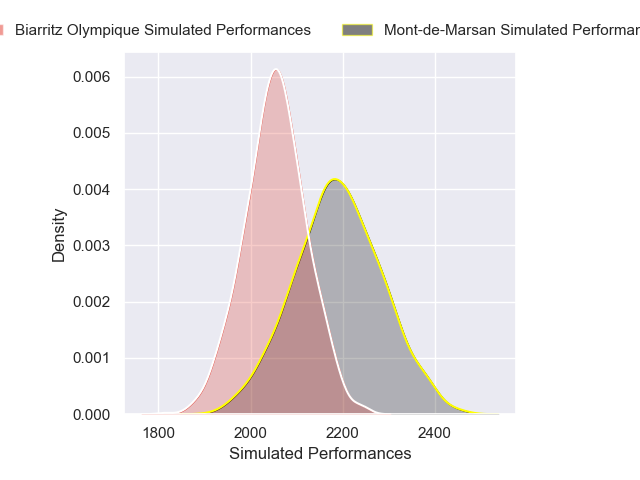 Biarritz Olympique Simulated Performances
Mont-de-Marsan Simulated
0.006
0.005
0.004
0.003
0.002
0.001
0.000
Density
1800 2000 2200 2400
Simulated Performances